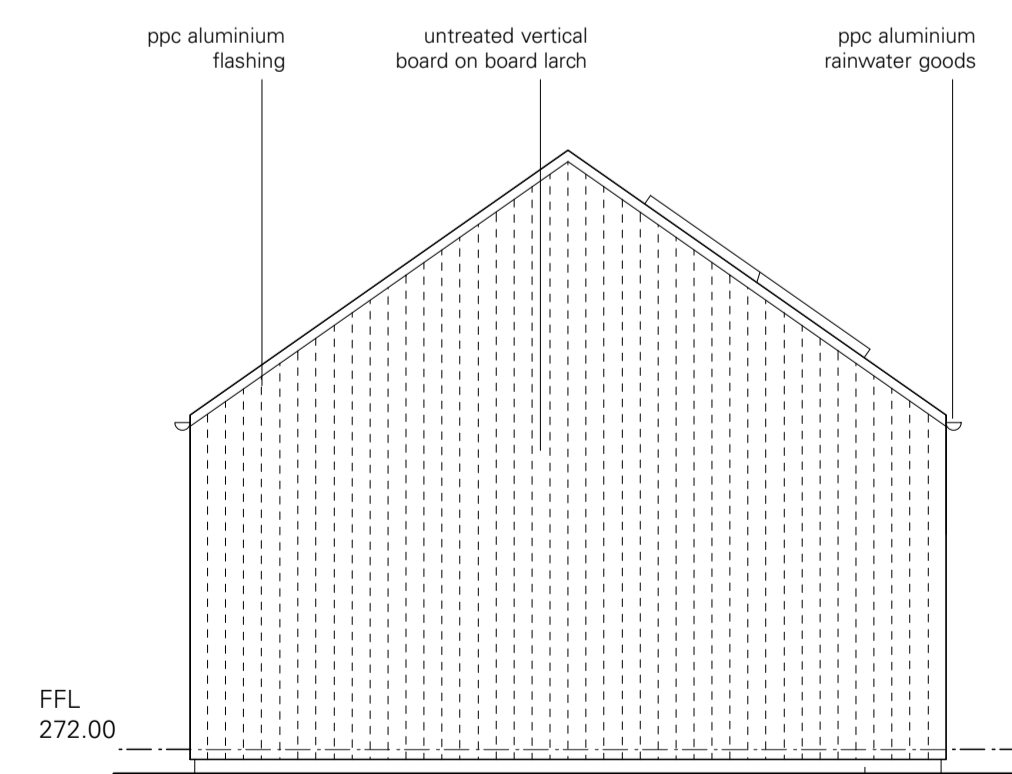 ppc aluminium
flashing
untreated vertical
board on board larch
ppc aluminium
rainwater goods
FFL
272.00